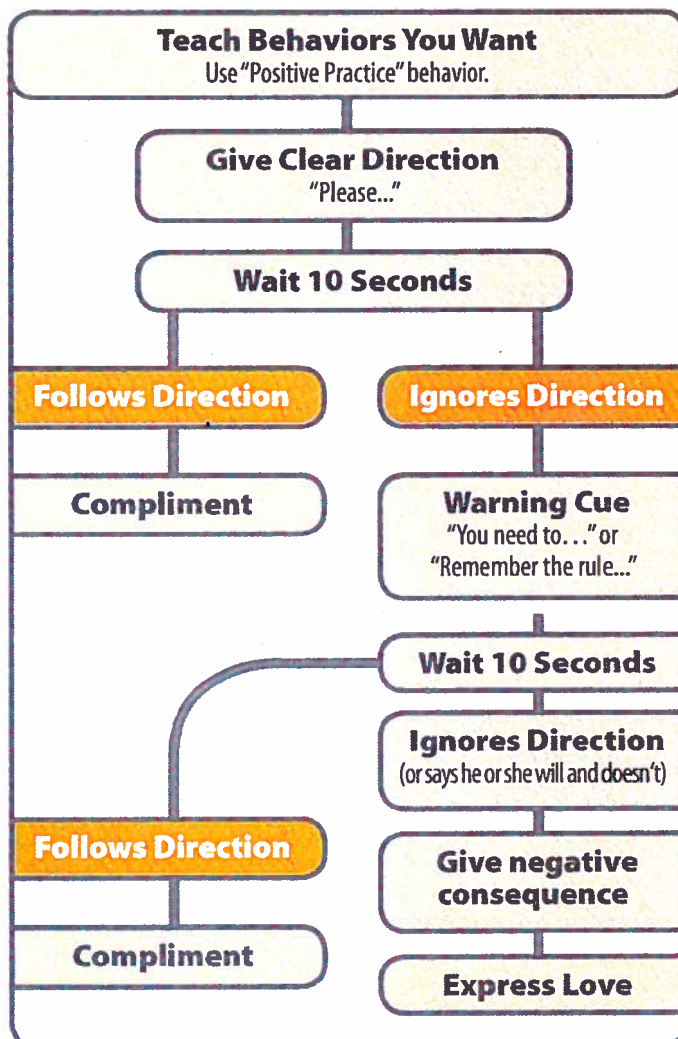 Teach Behaviors You Want
Use "Positive Practice" behavior.
Give Clear Direction
"Please..."
Wait 10 Seconds
Follows Direction
Ignores Direction
Compliment
Warning Cue
"You need to..." or
"Remember the rule..."
Wait 10 Seconds
Ignores Direction
(or says he or she will and doesn't)
Follows Direction
Give negative
consequence
Compliment
Express Love